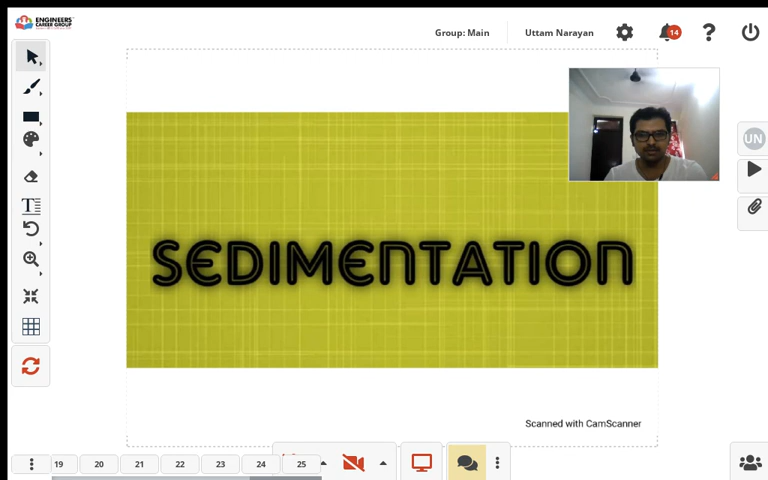 ENGINEERS
CAREER GROUP
Group: Main
Uttam Narayan
14
?
UN
T
SEDIMENTATION
Scanned with CamScanner
19 20 21 22 23 24 25